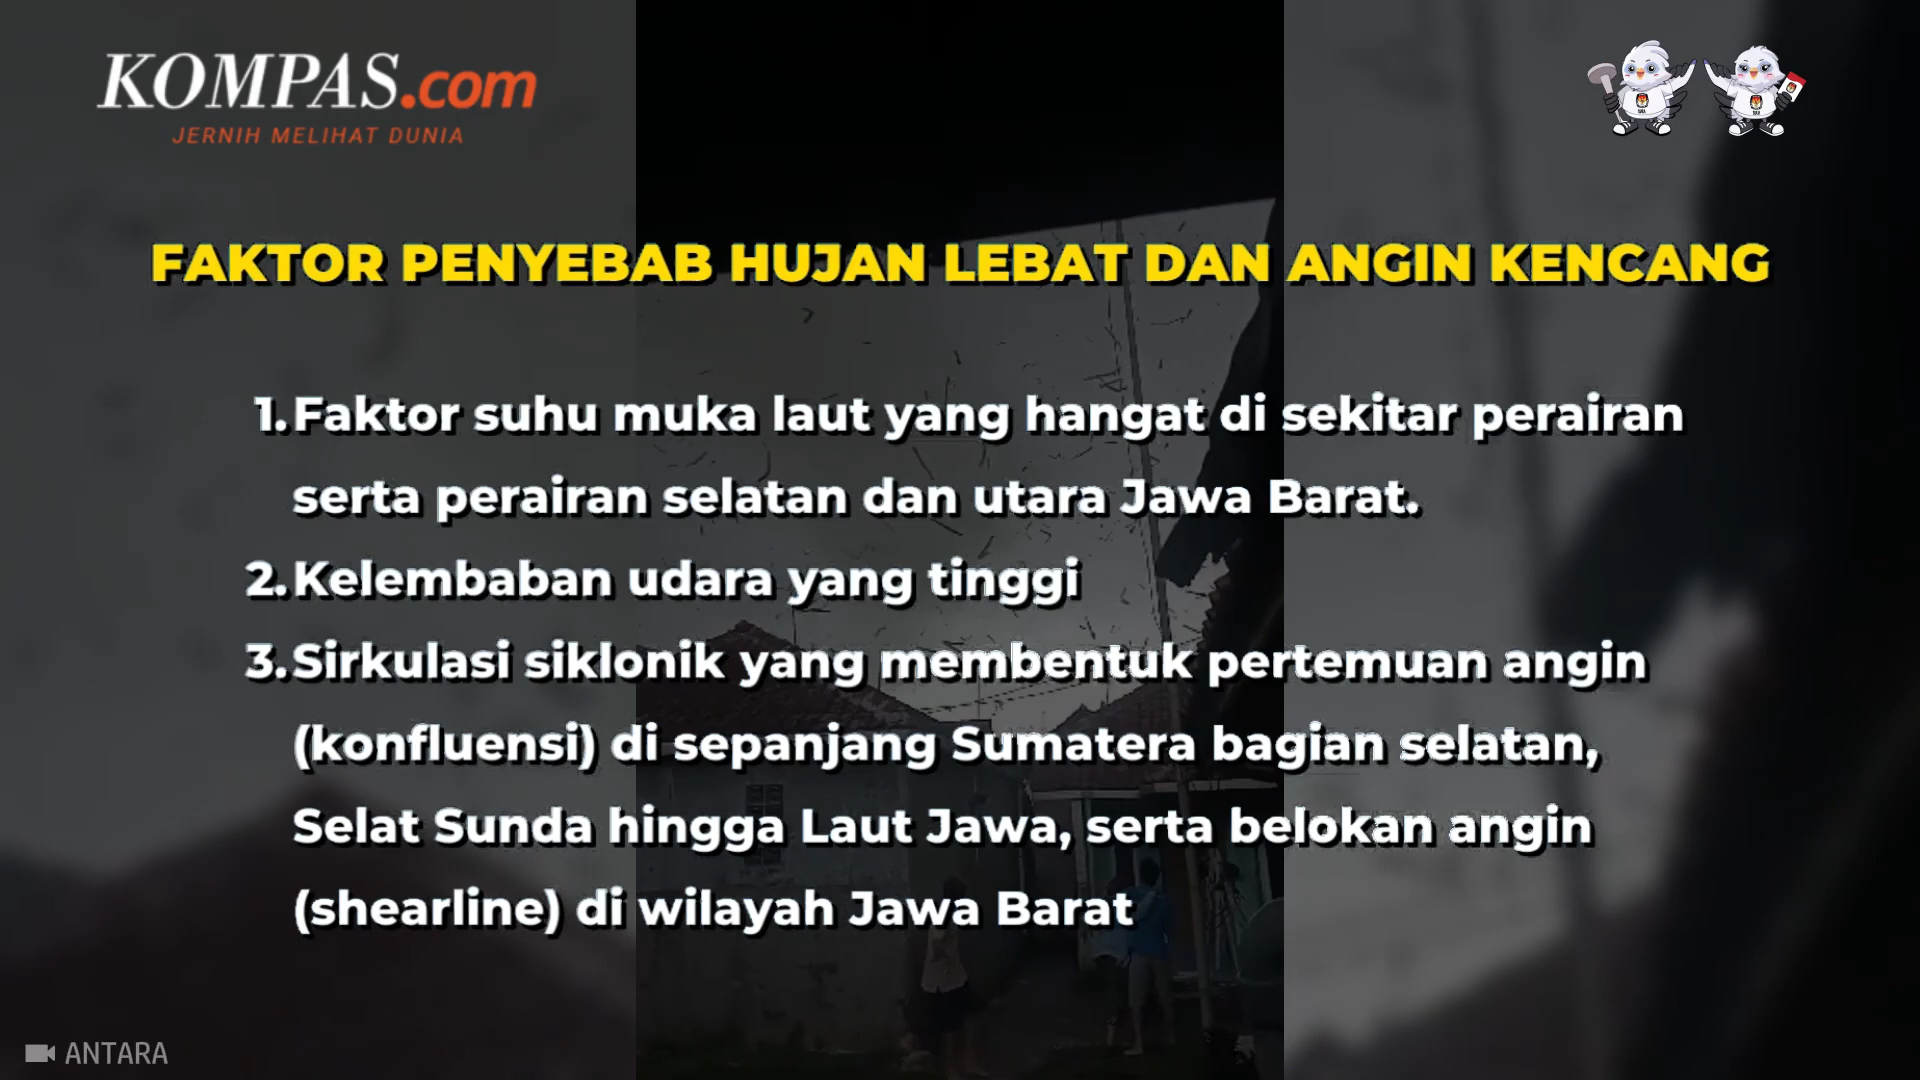 KOMPAS.com
JERNIH MELIHAT DUNIA
FAKTOR PENYEBAB HUJAN LEBAT DAN ANGIN KENCANG
1. Faktor suhu muka laut yang hangat di sekitar perairan
serta perairan selatan dan utara Jawa Barat.
2. Kelembaban udara yang tinggi
3. Sirkulasi siklonik yang membentuk pertemuan angin
(konfluensi) di sepanjang Sumatera bagian selatan,
Selat Sunda hingga Laut Jawa, serta belokan angin
(shearline) di wilayah Jawa Barat
ANTARA